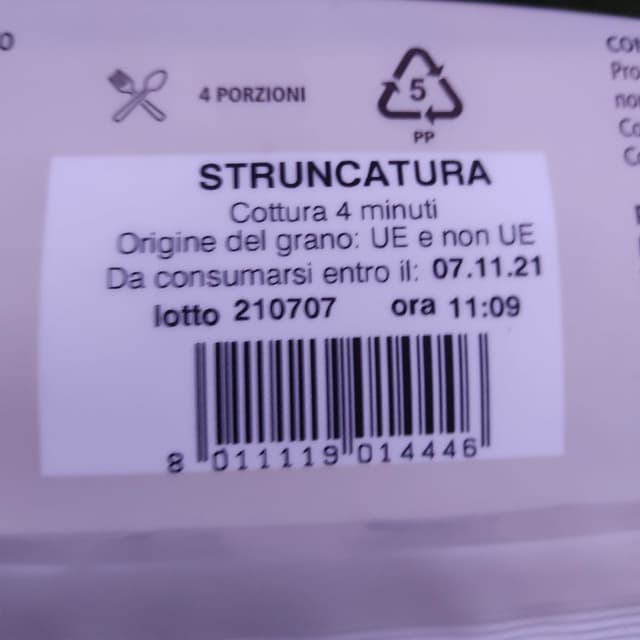 4 PORZIONI
5
PP
STRUNCATURA
Cottura 4 minuti
Origine del grano: UE e non UE
Da consumarsi entro il: 07.11.21
lotto 210707 ora 11:09
8 011119 014446